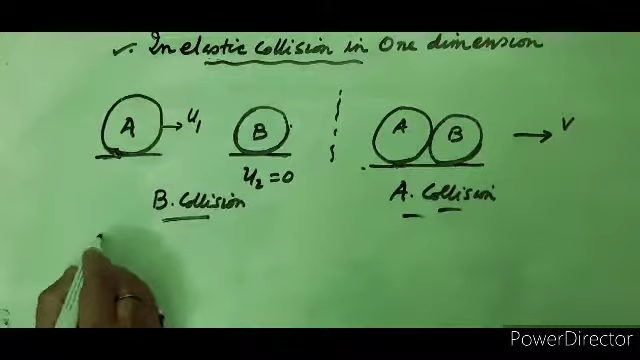 ✓. Inelastic collision in One dimension
A → u₁ B A B → V
u₂ = 0
B. Collision A. Collision
PowerDirector